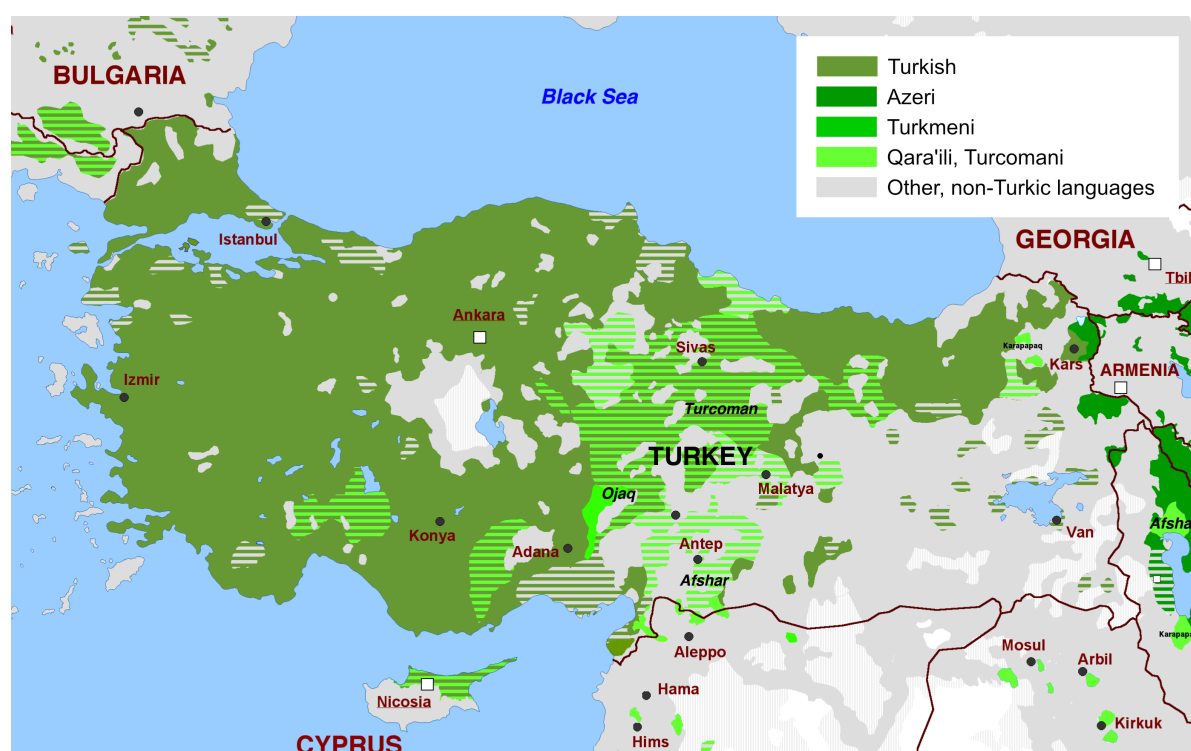 BULGARIA
Black Sea
Turkish
Azeri
Turkmeni
Qara'ili, Turcomani
Other, non-Turkic languages
Istanbul
GEORGIA
Tbil
Ankara
Sivas
Karapapaq
Kars
ARMENIA
Izmir
Turcoman
TURKEY
Malatya
Ojaq
Konya
Adana
Antep
Afshar
Van
Afsha
Karapapa
Aleppo
Mosul
Arbil
Nicosia
Hama
Hims
Kirkuk
CYPRUS